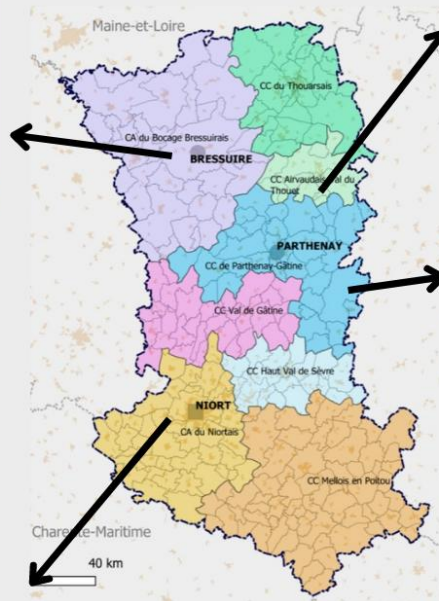 Maine-et-Loire
CC du Thouarsais
CA du Bocage Bressuirais
BRESSUIRE
CC Airvaudais-Val du
Thouet
PARTHENAY
CC de Parthenay-Gâtine
CC Val de Gâtine
CC Haut Val de Sèvre
NIORT
CA du Niortais
CC Mellois en Poitou
Charente-Maritime
40 km